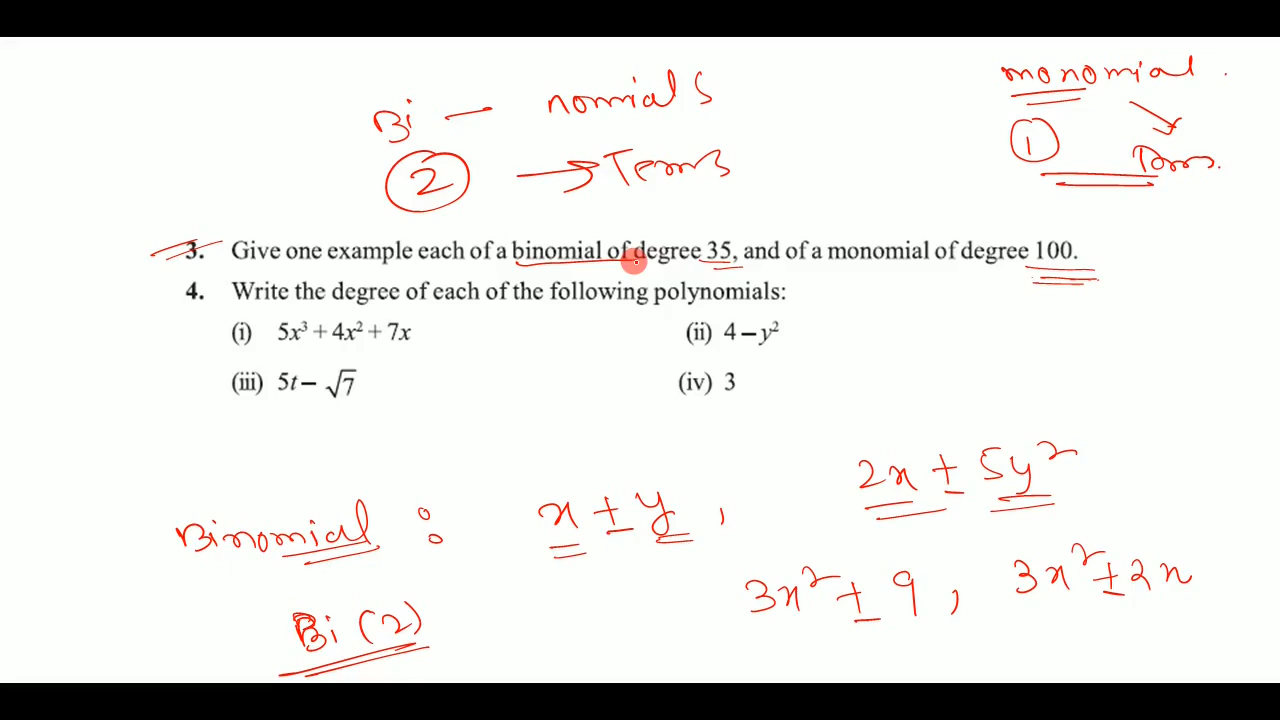 Bi — nomials
2 → Terms
monomial.
1 Terms.
3. Give one example each of a binomial of degree 35, and of a monomial of degree 100.
4. Write the degree of each of the following polynomials:
(i) 5x³ + 4x² + 7x (ii) 4 – y²
(iii) 5t – √7 (iv) 3
Binomial : x ± y , 2x ± 5y²
3x² ± 9 , 3x² ± 2x
Bi (2)